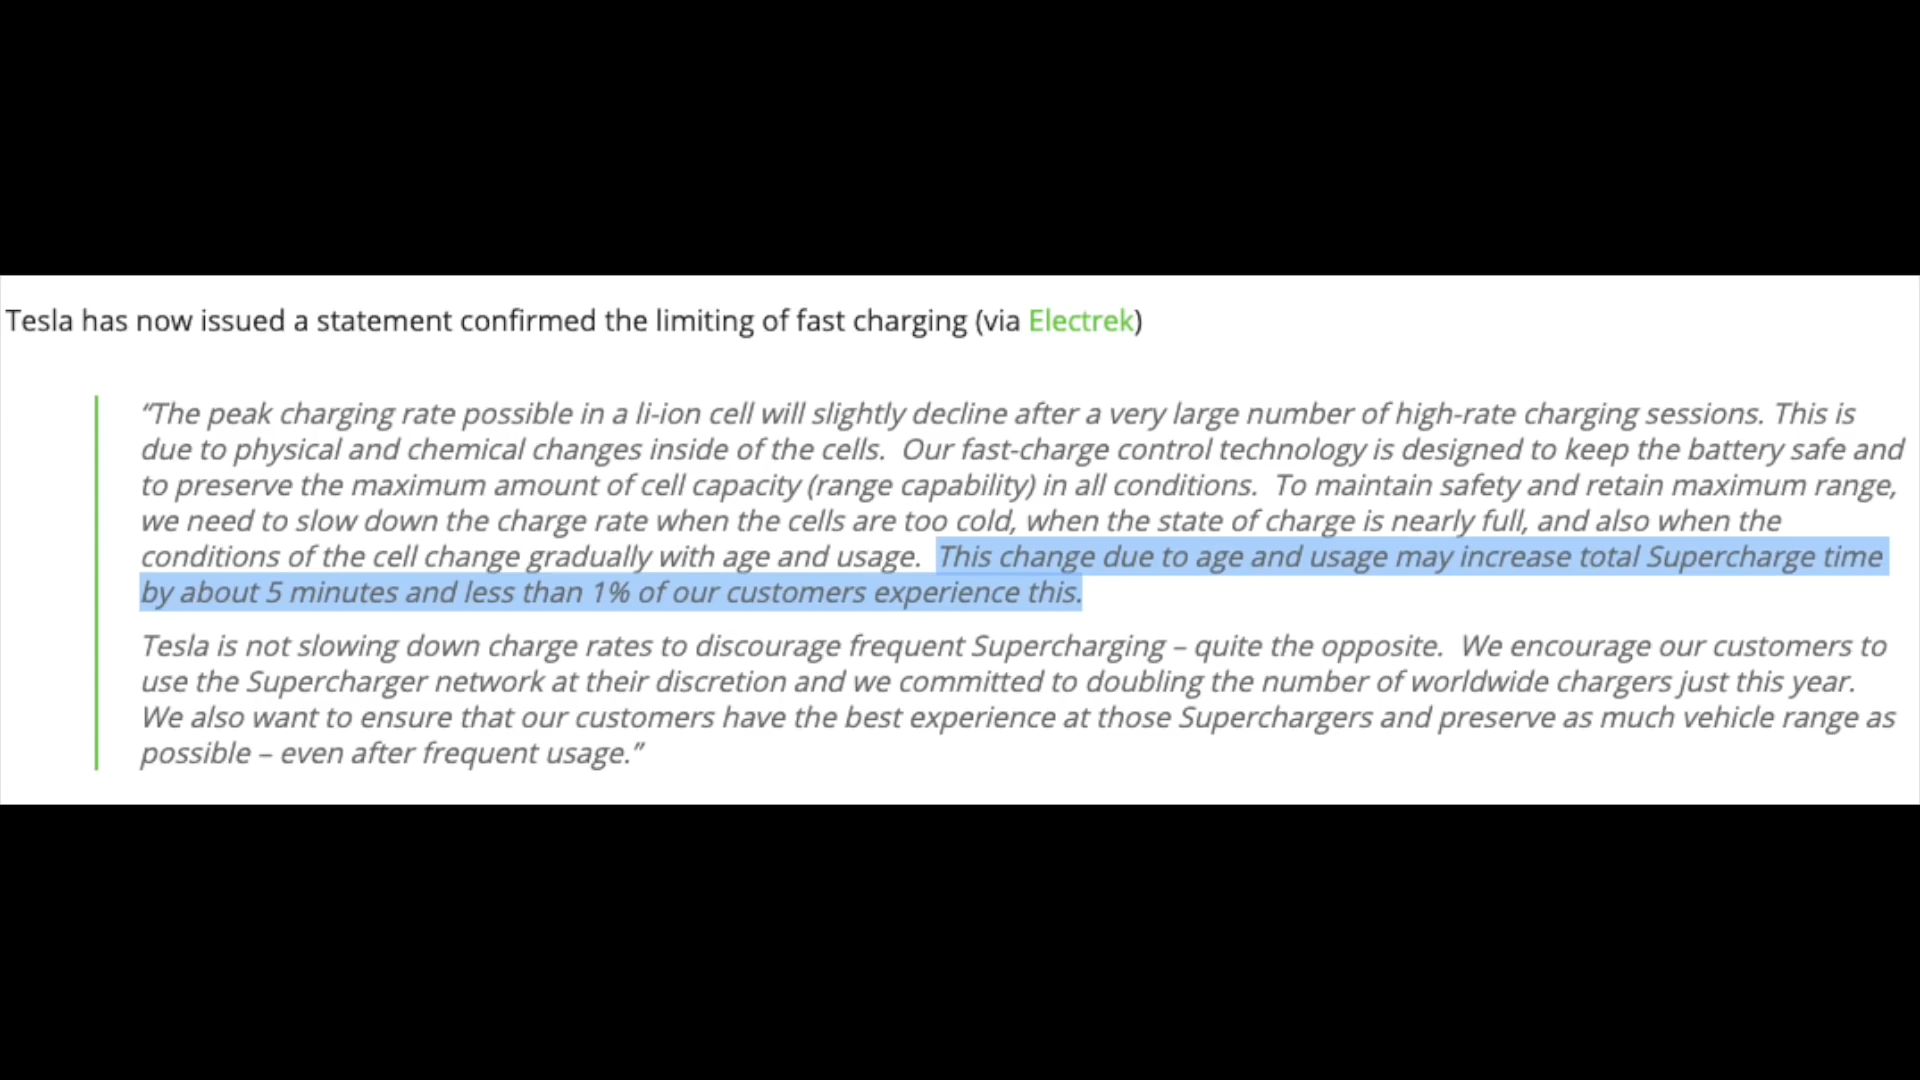 Tesla has now issued a statement confirmed the limiting of fast charging (via Electrek)
“The peak charging rate possible in a li-ion cell will slightly decline after a very large number of high-rate charging sessions. This is
due to physical and chemical changes inside of the cells.  Our fast-charge control technology is designed to keep the battery safe and
to preserve the maximum amount of cell capacity (range capability) in all conditions.  To maintain safety and retain maximum range,
we need to slow down the charge rate when the cells are too cold, when the state of charge is nearly full, and also when the
conditions of the cell change gradually with age and usage.  This change due to age and usage may increase total Supercharge time
by about 5 minutes and less than 1% of our customers experience this.
Tesla is not slowing down charge rates to discourage frequent Supercharging – quite the opposite.  We encourage our customers to
use the Supercharger network at their discretion and we committed to doubling the number of worldwide chargers just this year.
We also want to ensure that our customers have the best experience at those Superchargers and preserve as much vehicle range as
possible – even after frequent usage.”